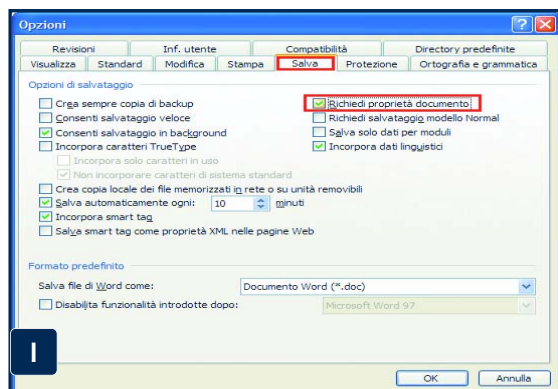 Opzioni
Revisioni Inf. utente Compatibilità Directory predefinite
Visualizza Standard Modifica Stampa Salva Protezione Ortografia e grammatica
Opzioni di salvataggio
Crea sempre copia di backup
Consenti salvataggio veloce
Consenti salvataggio in background
Incorpora caratteri TrueType
Incorpora solo caratteri in uso
Non incorporare caratteri di sistema standard
Richiedi proprietà documento
Richiedi salvataggio modello Normal
Salva solo dati per moduli
Incorpora dati linguistici
Crea copia locale dei file memorizzati in rete o su unità removibili
Salva automaticamente ogni: 10 minuti
Incorpora smart tag
Salva smart tag come proprietà XML nelle pagine Web
Formato predefinito
Salva file di Word come: Documento Word (*.doc)
Disabilita funzionalità introdotte dopo: Microsoft Word 97
I
OK Annulla